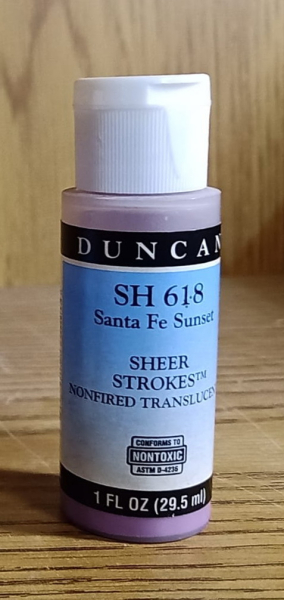 DUNCAN
SH 618
Santa Fe Sunset
SHEER
STROKES™
NONFIRED TRANSLUCEN
CONFORMS TO
NONTOXIC
ASTM D-4236
1 FL OZ (29.5 ml)